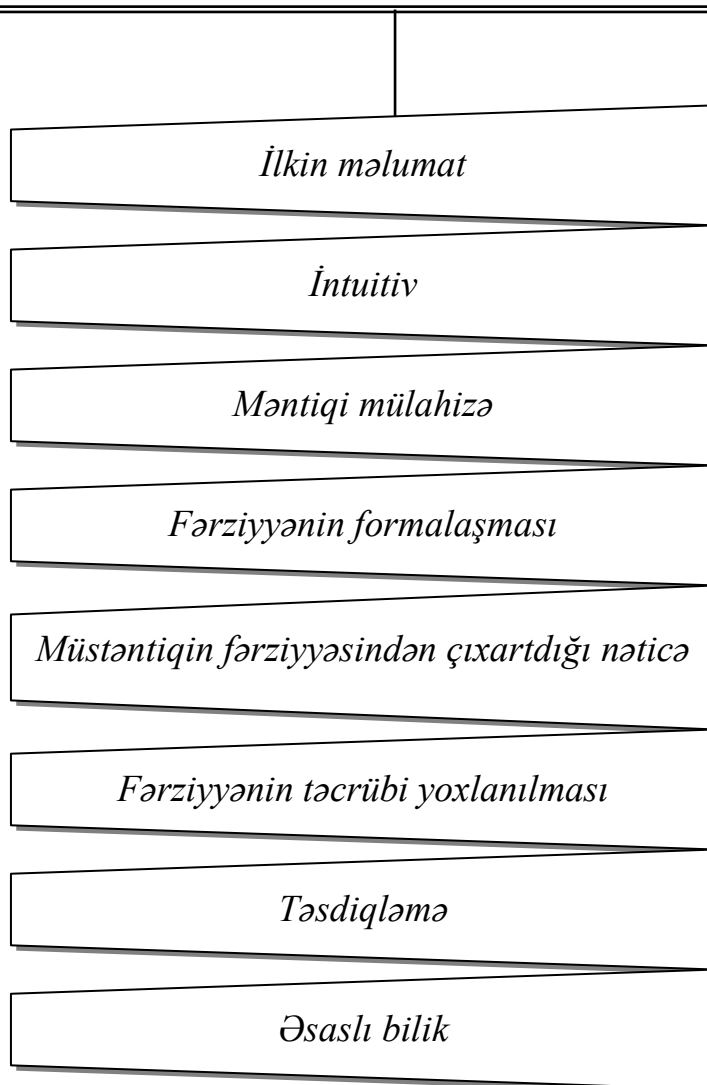 İlkin məlumat
İntuitiv
Məntiqi mülahizə
Fərziyyənin formalaşması
Müstəntiqin fərziyyəsindən çıxartdığı nəticə
Fərziyyənin təcrübi yoxlanılması
Təsdiqləmə
Əsaslı bilik